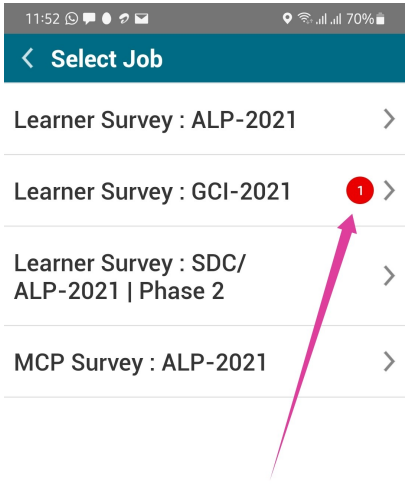 11:52 70%
Select Job
Learner Survey : ALP-2021
Learner Survey : GCI-2021 1
Learner Survey : SDC/
ALP-2021 | Phase 2
MCP Survey : ALP-2021